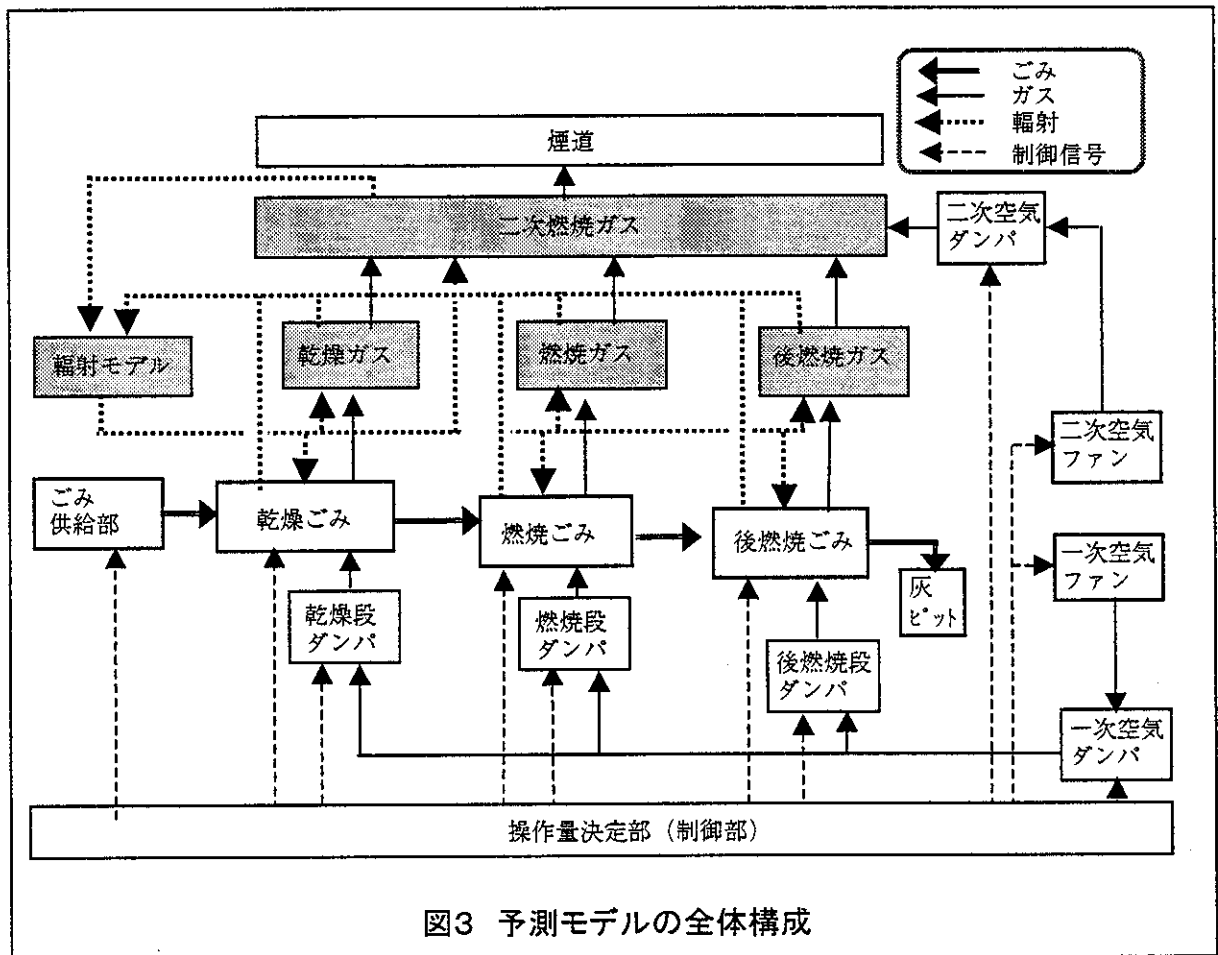 ごみ
ガス
輻射
制御信号
煙道
二次燃焼ガス
二次空気
ダンパ
輻射モデル
乾燥ガス
燃焼ガス
後燃焼ガス
二次空気
ファン
ごみ
供給部
乾燥ごみ
燃焼ごみ
後燃焼ごみ
一次空気
ファン
灰
ピット
乾燥段
ダンパ
燃焼段
ダンパ
後燃焼段
ダンパ
一次空気
ダンパ
操作量決定部（制御部）
図3 予測モデルの全体構成